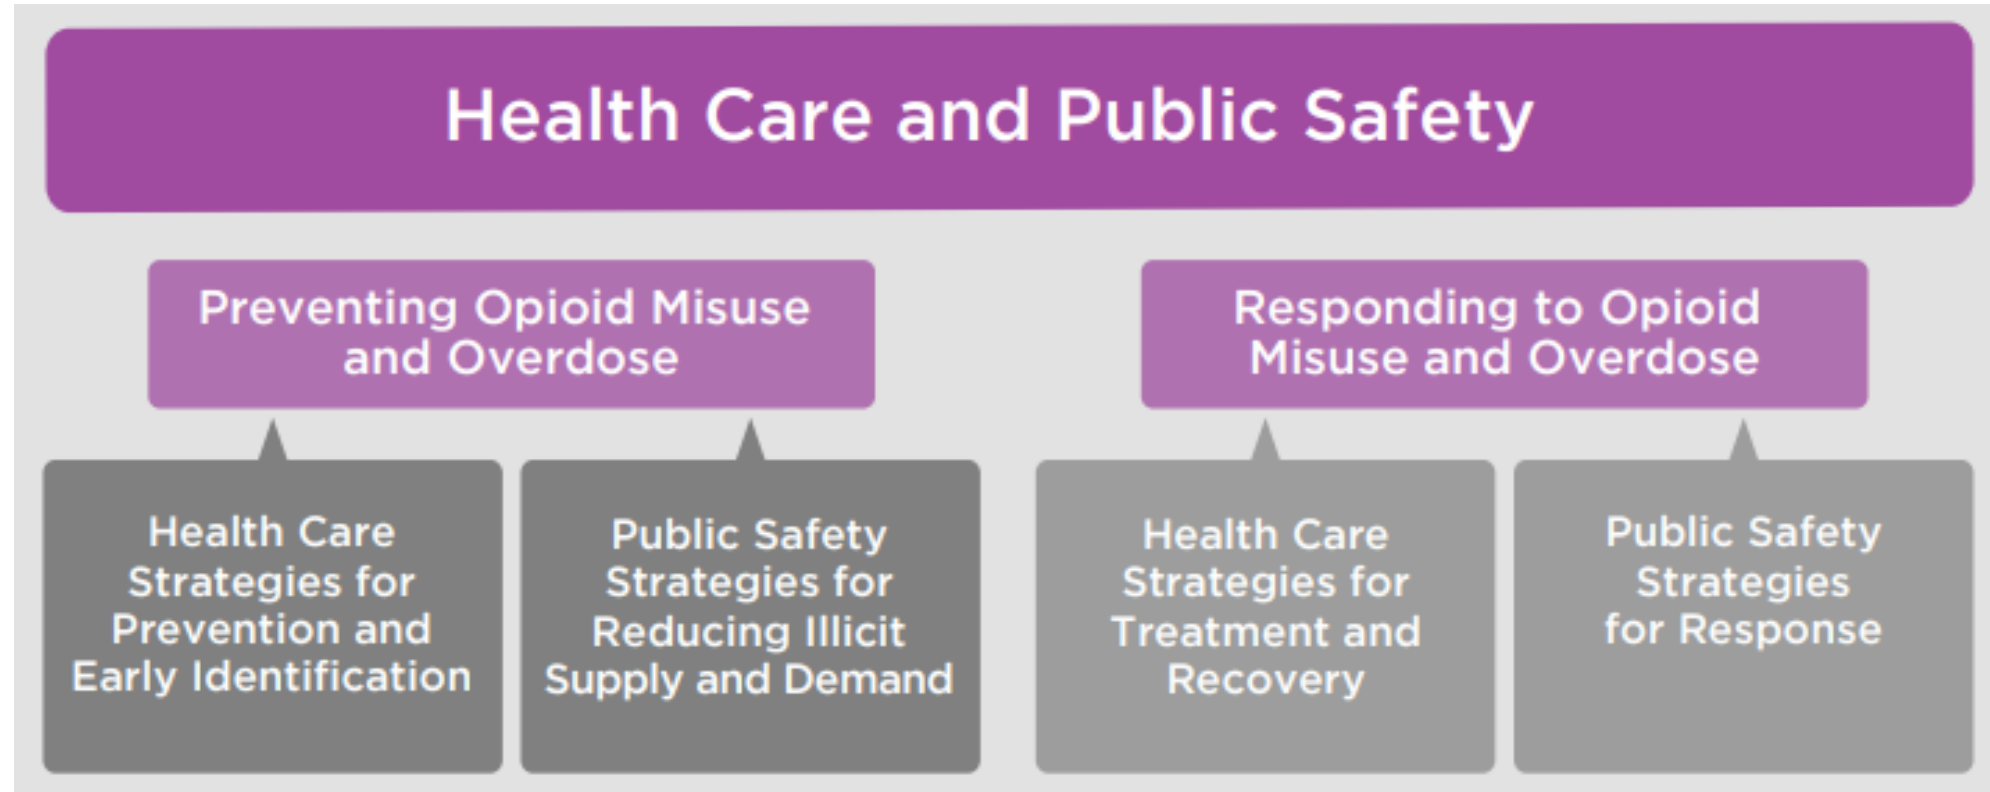 Health Care and Public Safety
Preventing Opioid Misuse
and Overdose
Responding to Opioid
Misuse and Overdose
Health Care
Strategies for
Prevention and
Early Identification
Public Safety
Strategies for
Reducing Illicit
Supply and Demand
Health Care
Strategies for
Treatment and
Recovery
Public Safety
Strategies
for Response